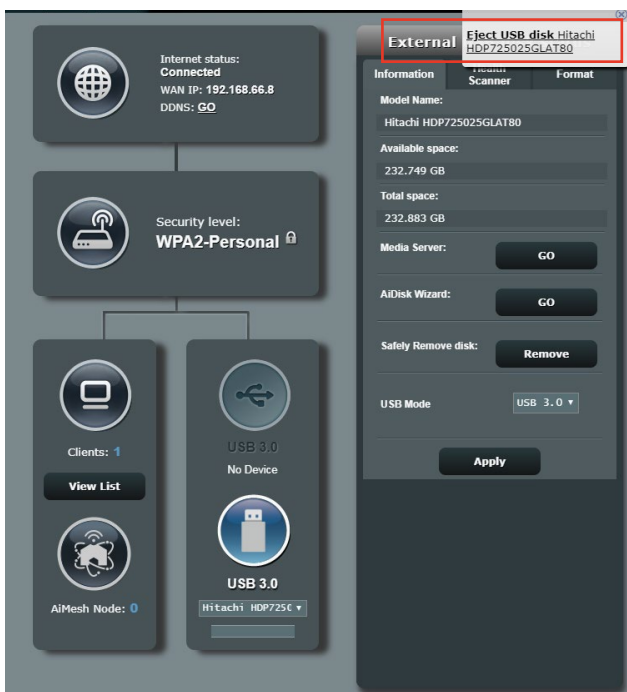 Internet status:
Connected
WAN IP: 192.168.66.8
DDNS: GO
Security level:
WPA2-Personal
Clients: 1
View List
AiMesh Node: 0
USB 3.0
No Device
USB 3.0
Hitachi HDP725
External
Eject USB disk Hitachi
HDP725025GLAT80
Information
Health
Scanner
Format
Model Name:
Hitachi HDP725025GLAT80
Available space:
232.749 GB
Total space:
232.883 GB
Media Server:
GO
AiDisk Wizard:
GO
Safely Remove disk:
Remove
USB Mode
USB 3.0
Apply